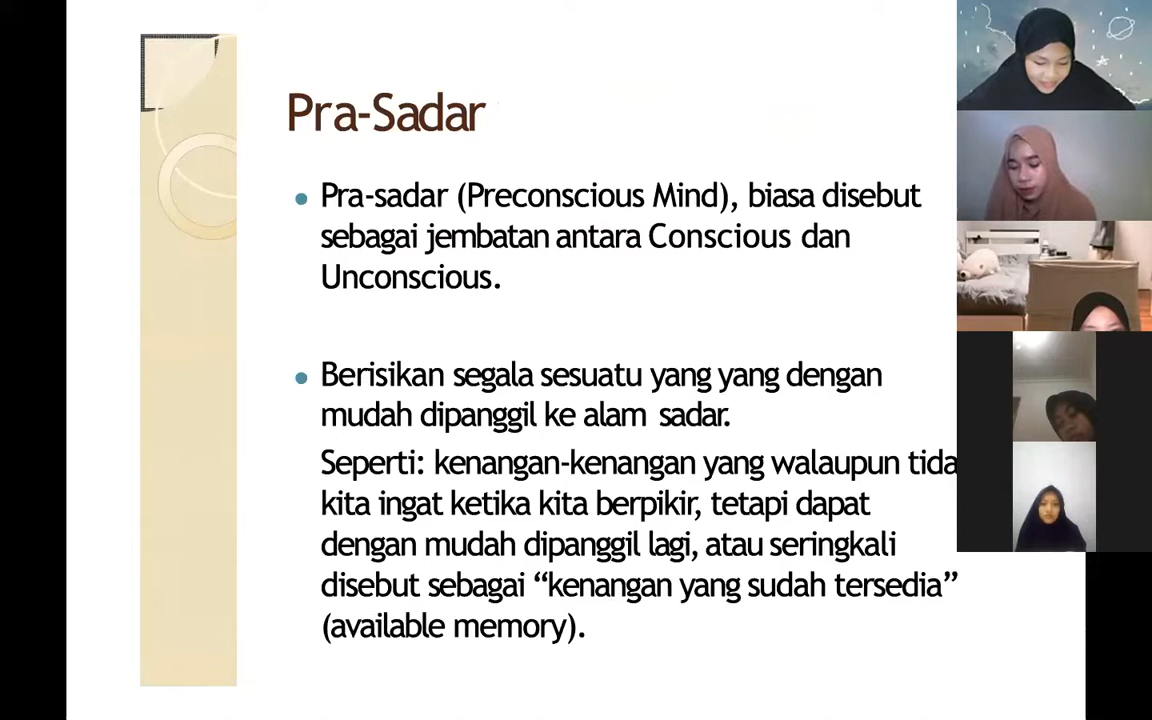 Pra-Sadar
Pra-sadar (Preconscious Mind), biasa disebut
sebagai jembatan antara Conscious dan
Unconscious.
Berisikan segala sesuatu yang yang dengan
mudah dipanggil ke alam sadar.
Seperti: kenangan-kenangan yang walaupun tida
kita ingat ketika kita berpikir, tetapi dapat
dengan mudah dipanggil lagi, atau seringkali
disebut sebagai “kenangan yang sudah tersedia”
(available memory).